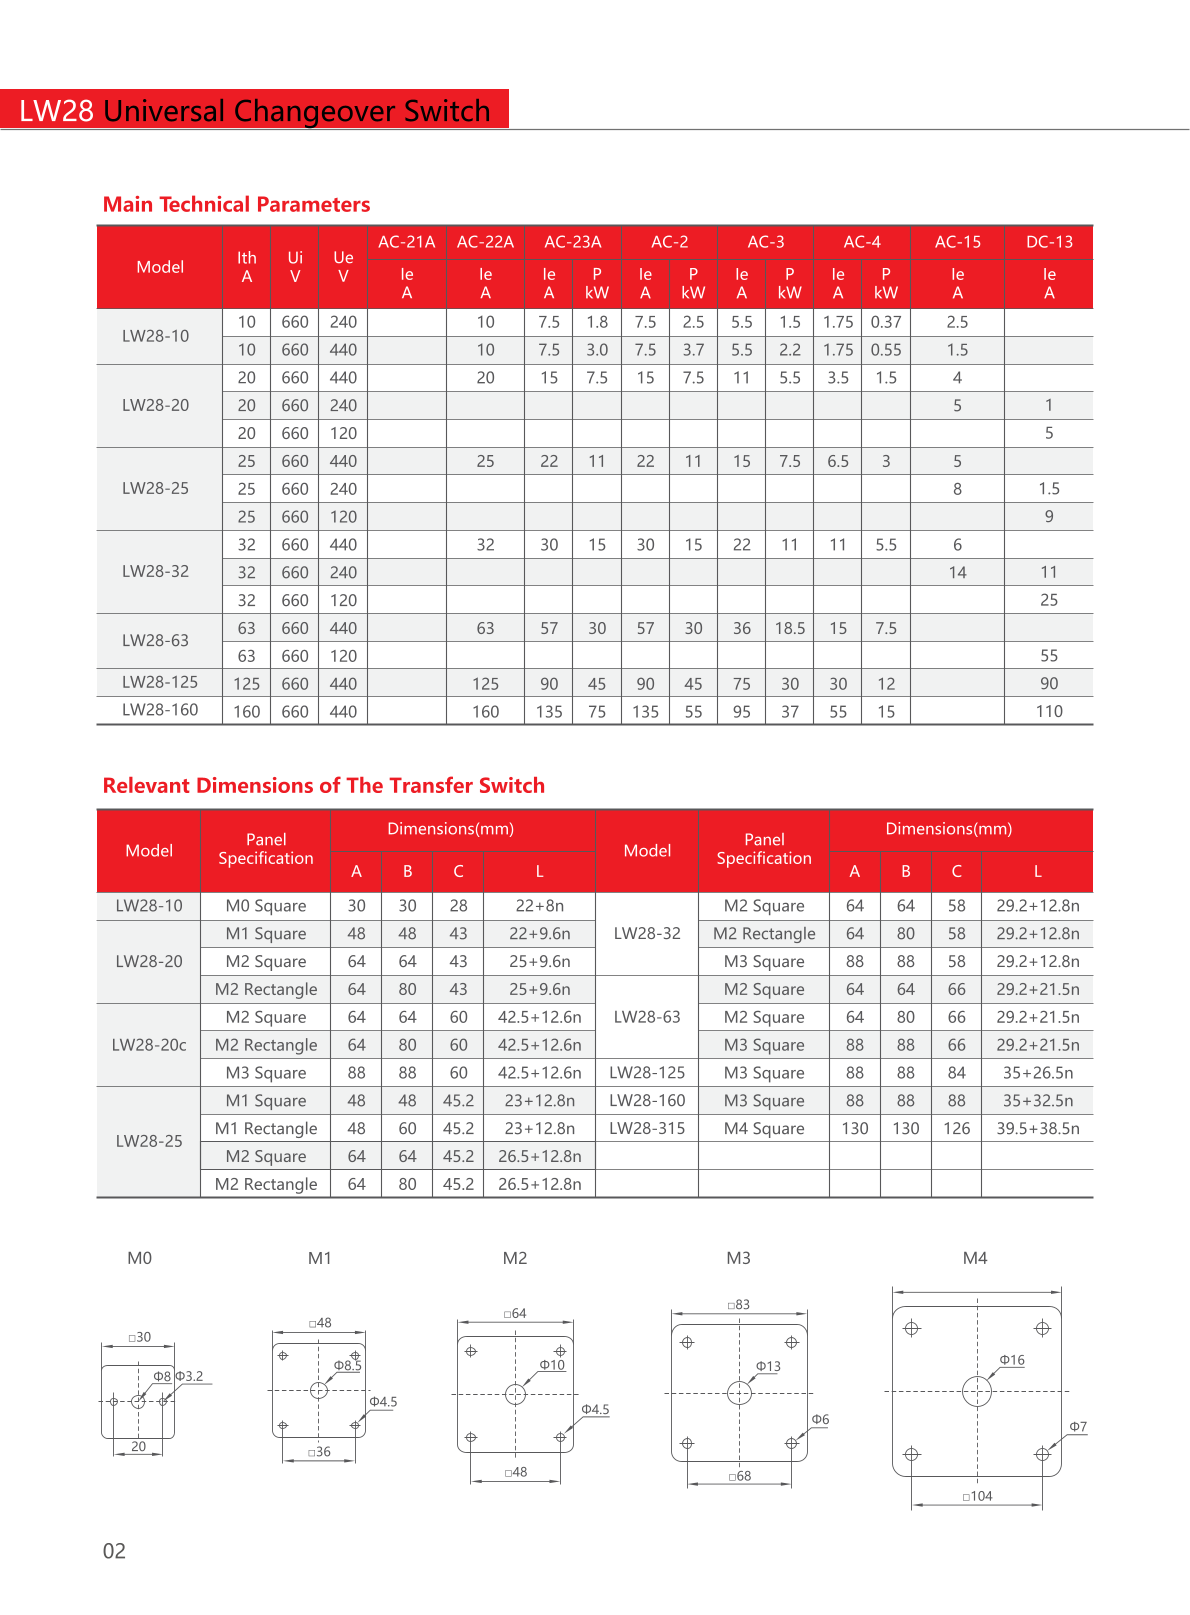 LW28 Universal Changeover Switch
Main Technical Parameters
Model Ith A Ui V Ue V AC-21A AC-22A AC-23A AC-2 AC-3 AC-4 AC-15 DC-13
Ie A Ie A Ie A P kW Ie A P kW Ie A P kW Ie A P kW Ie A Ie A
LW28-10
10 660 240 10 7.5 1.8 7.5 2.5 5.5 1.5 1.75 0.37 2.5
10 660 440 10 7.5 3.0 7.5 3.7 5.5 2.2 1.75 0.55 1.5
20 660 440 20 15 7.5 15 7.5 11 5.5 3.5 1.5 4
LW28-20 20 660 240 5 1
20 660 120 5
25 660 440 25 22 11 22 11 15 7.5 6.5 3 5
LW28-25 25 660 240 8 1.5
25 660 120 9
32 660 440 32 30 15 30 15 22 11 11 5.5 6
LW28-32 32 660 240 14 11
32 660 120 25
LW28-63
63 660 440 63 57 30 57 30 36 18.5 15 7.5
63 660 120 55
LW28-125 125 660 440 125 90 45 90 45 75 30 30 12 90
LW28-160 160 660 440 160 135 75 135 55 95 37 55 15 110
Relevant Dimensions of The Transfer Switch
Model Panel Specification Dimensions(mm) Model Panel Specification Dimensions(mm)
A B C L A B C L
LW28-10 M0 Square 30 30 28 22+8n M2 Square 64 64 58 29.2+12.8n
M1 Square 48 48 43 22+9.6n LW28-32 M2 Rectangle 64 80 58 29.2+12.8n
LW28-20 M2 Square 64 64 43 25+9.6n M3 Square 88 88 58 29.2+12.8n
M2 Rectangle 64 80 43 25+9.6n M2 Square 64 64 66 29.2+21.5n
M2 Square 64 64 60 42.5+12.6n LW28-63 M2 Square 64 80 66 29.2+21.5n
LW28-20c M2 Rectangle 64 80 60 42.5+12.6n M3 Square 88 88 66 29.2+21.5n
M3 Square 88 88 60 42.5+12.6n LW28-125 M3 Square 88 88 84 35+26.5n
M1 Square 48 48 45.2 23+12.8n LW28-160 M3 Square 88 88 88 35+32.5n
LW28-25
M1 Rectangle 48 60 45.2 23+12.8n LW28-315 M4 Square 130 130 126 39.5+38.5n
M2 Square 64 64 45.2 26.5+12.8n
M2 Rectangle 64 80 45.2 26.5+12.8n
M0 M1 M2 M3 M4
□30
Φ8 Φ3.2
20
□48
Φ8.5
Φ4.5
□36
□64
Φ10
Φ4.5
□48
□83
Φ13
Φ6
□68
Φ16
Φ7
□104
02